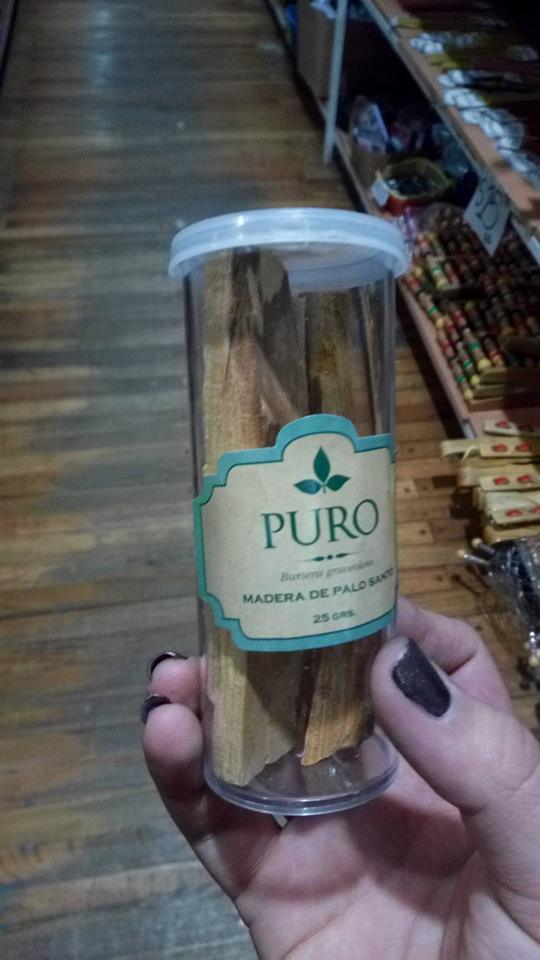 PURO
Bursera graveolens
MADERA DE PALO SANTO
25 GRS.